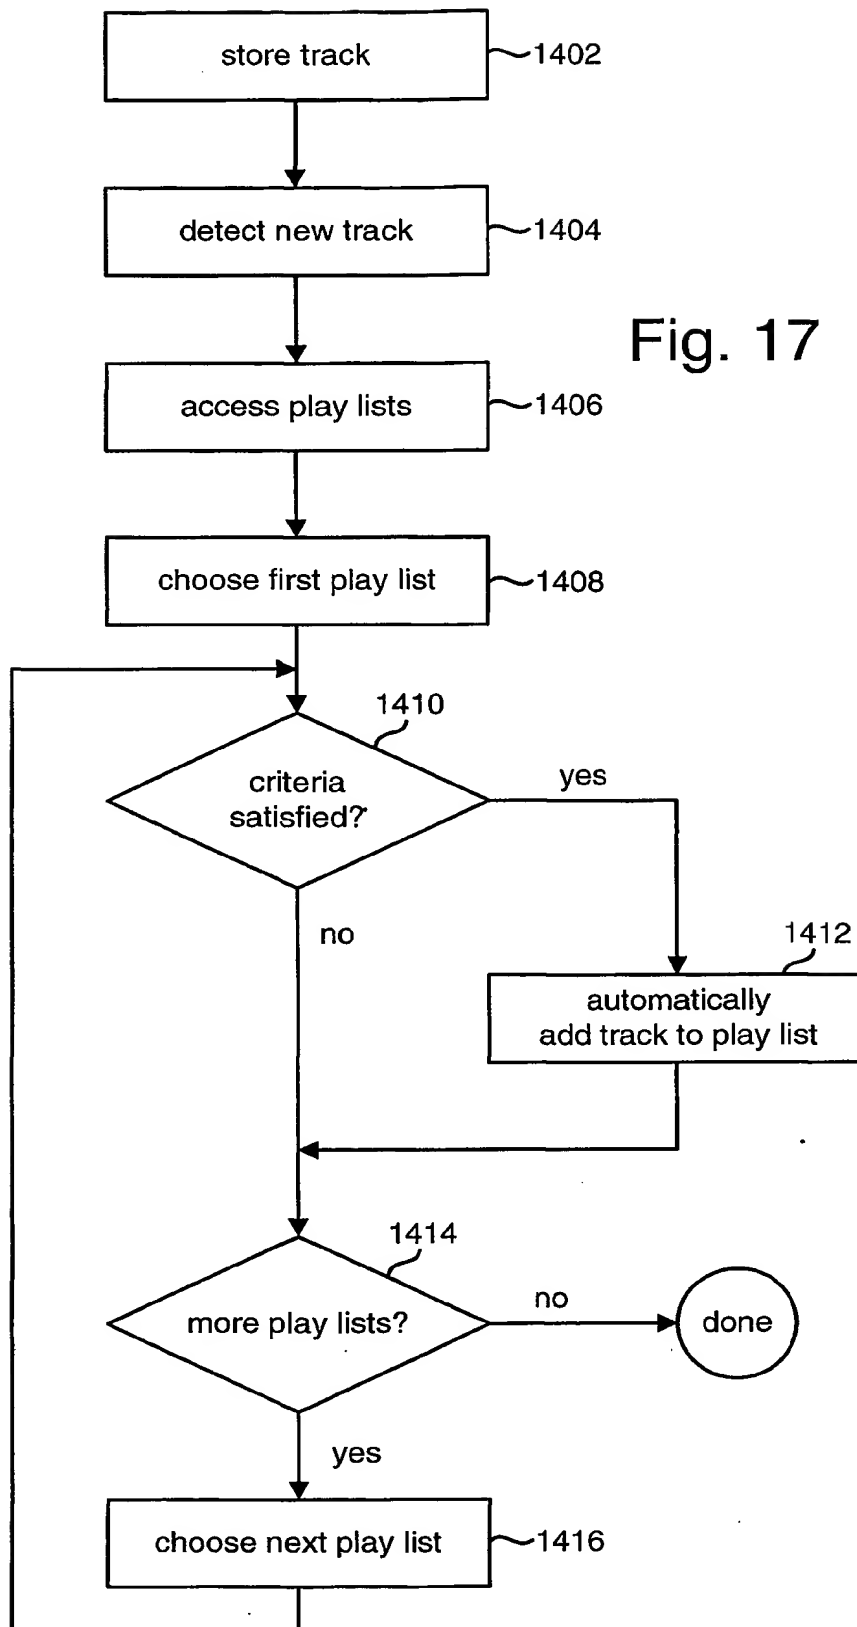 store track
1402
detect new track
1404
Fig. 17
access play lists
1406
choose first play list
1408
1410
criteria
satisfied?
yes
no
1412
automatically
add track to play list
1414
more play lists?
no
done
yes
choose next play list
1416